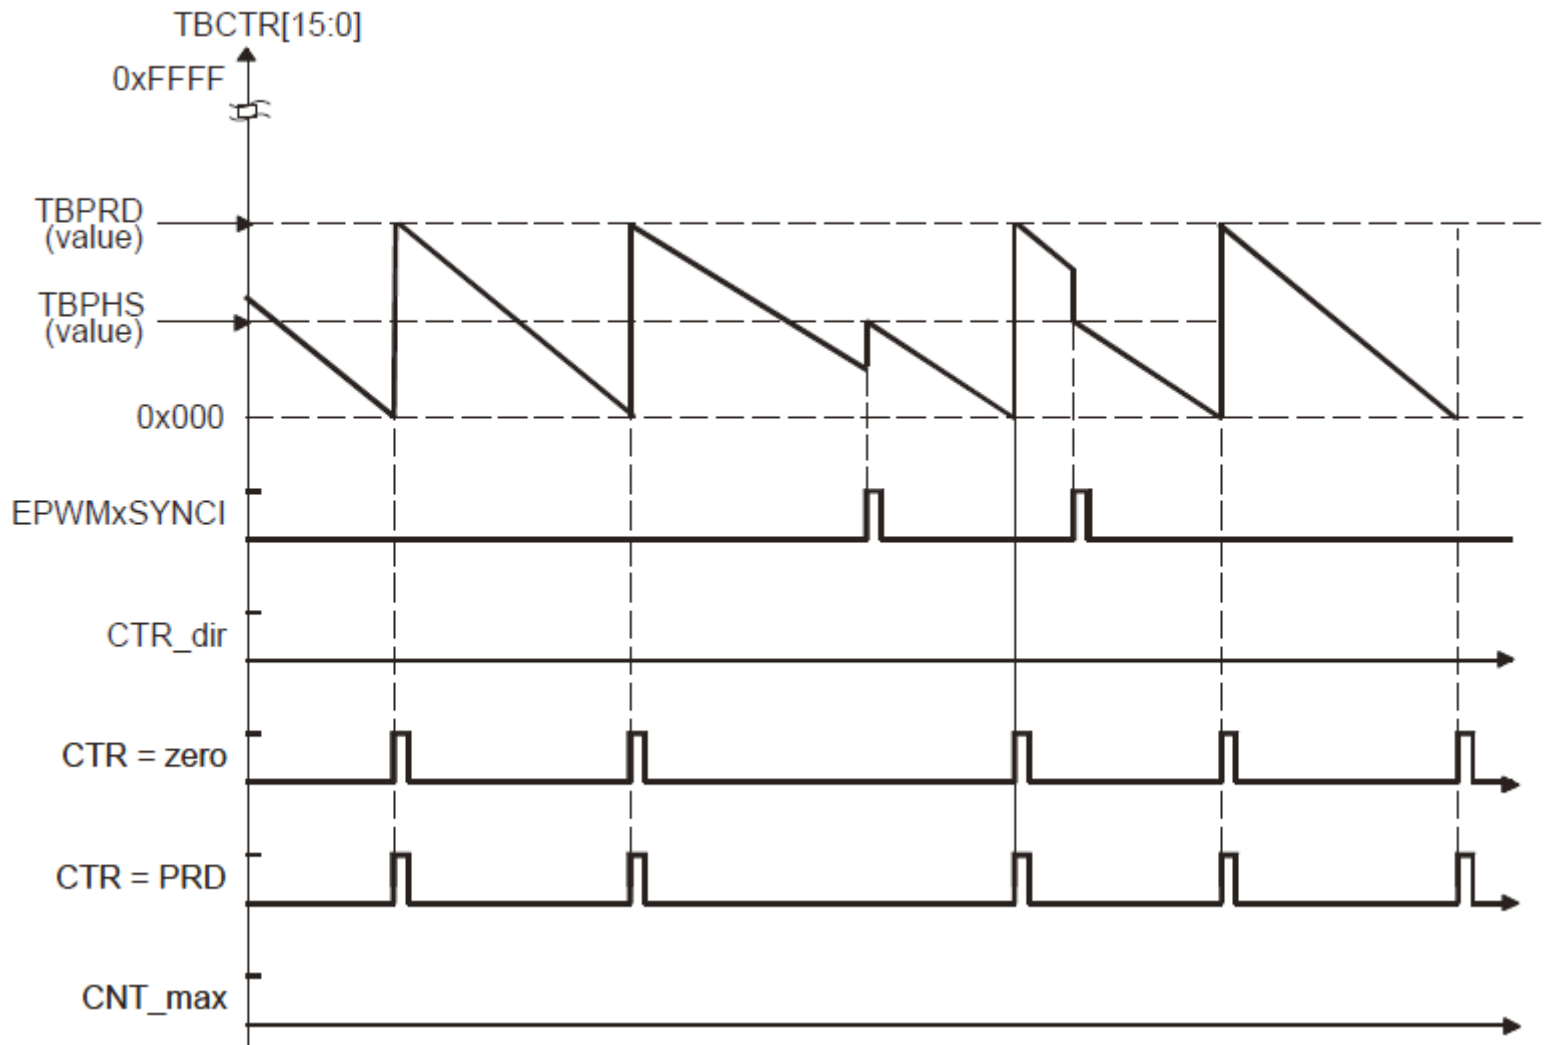 TBCTR[15:0]
0xFFFF
TBPRD
(value)
TBPHS
(value)
0x000
EPWMxSYNCI
CTR_dir
CTR = zero
CTR = PRD
CNT_max